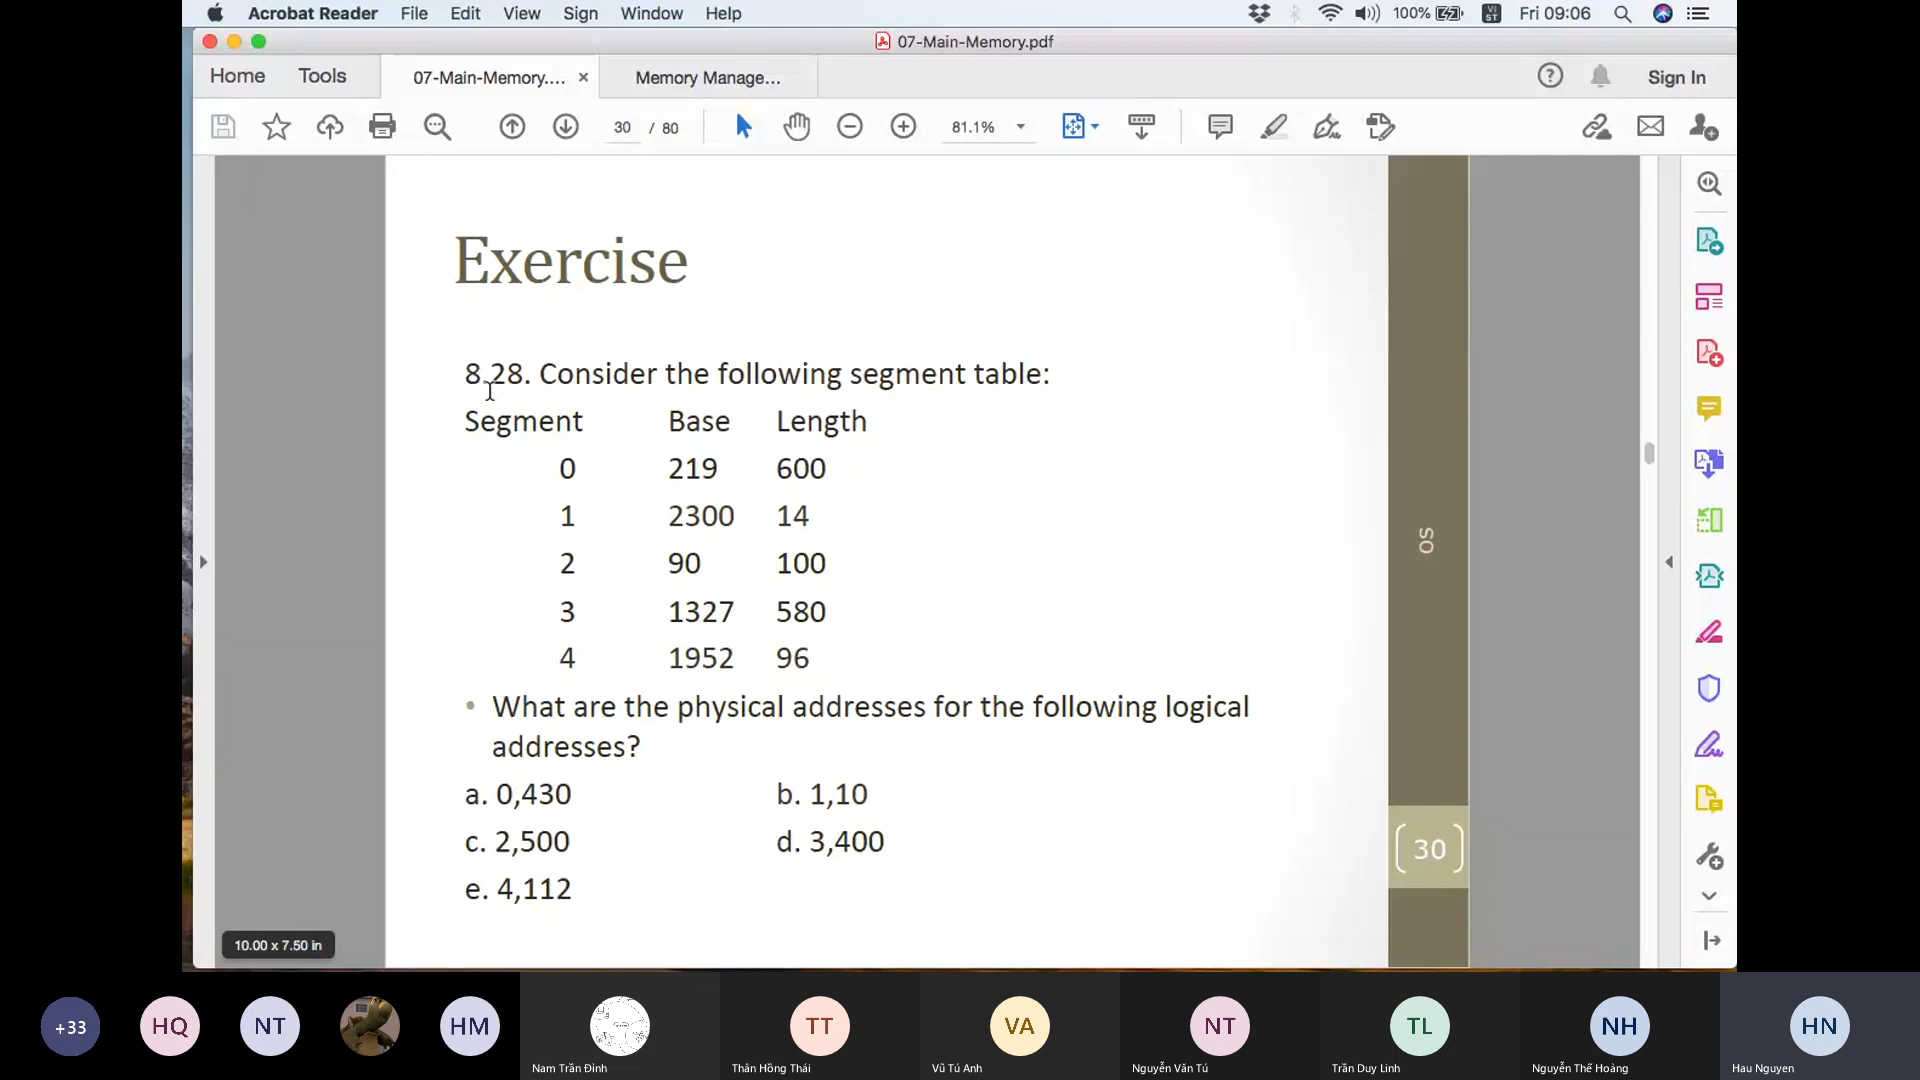 Acrobat Reader File Edit View Sign Window Help 100% VI ST Fri 09:06
07-Main-Memory.pdf
Home Tools 07-Main-Memory.... × Memory Manage... Sign In
30 / 80 81.1%
Exercise
8.28. Consider the following segment table:
Segment Base Length
0 219 600
1 2300 14
2 90 100
3 1327 580
4 1952 96
• What are the physical addresses for the following logical
addresses?
a. 0,430 b. 1,10
c. 2,500 d. 3,400
e. 4,112
OS
30
10.00 x 7.50 in
+33 HQ NT HM TT VA NT TL NH HN
Nam Trần Đình Thân Hồng Thái Vũ Tú Anh Nguyễn Văn Tú Trần Duy Linh Nguyễn Thế Hoàng Hau Nguyen